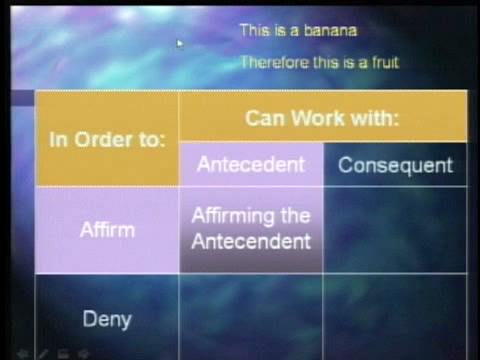 This is a banana
Therefore this is a fruit
In Order to:
Can Work with:
Antecedent
Consequent
Affirm
Affirming the
Antecendent
Deny